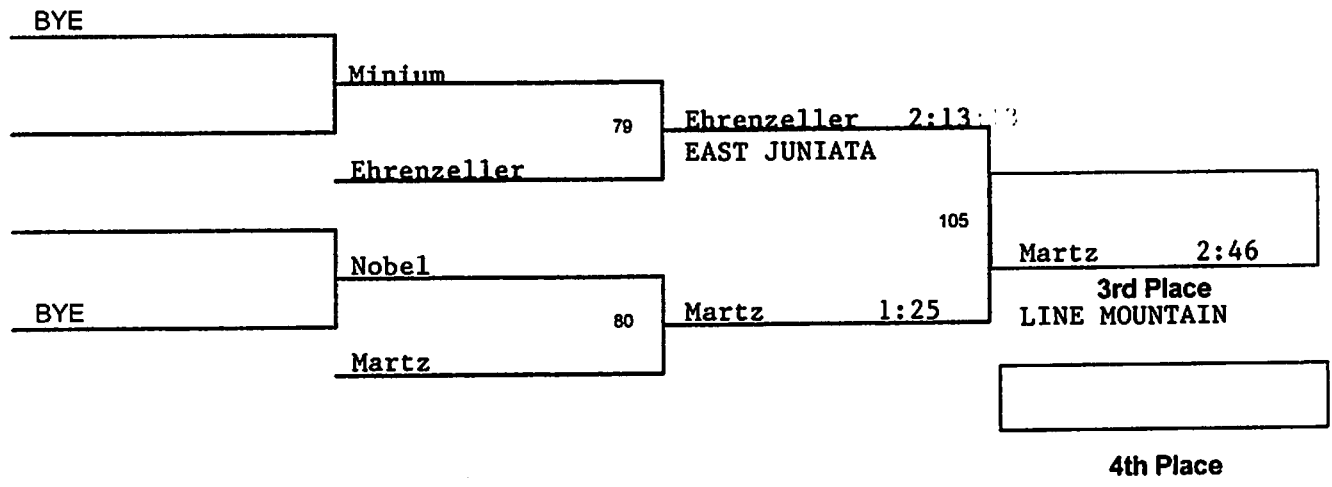 BYE
Minium
79
Ehrenzeller 2:13
EAST JUNIATA
Ehrenzeller
105
Martz 2:46
3rd Place
LINE MOUNTAIN
Nobel
BYE
80
Martz 1:25
Martz
4th Place